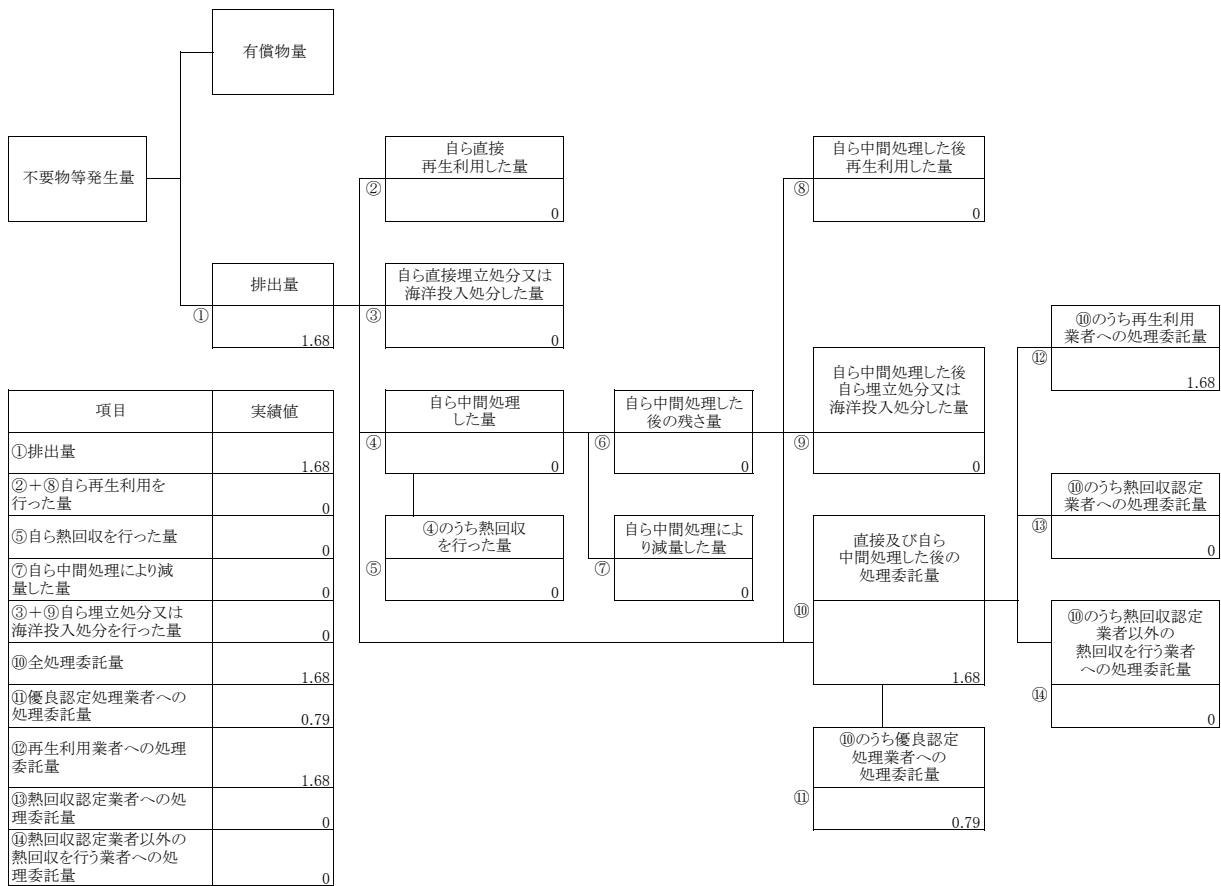 有償物量
不要物等発生量
排出量
①
1.68
自ら直接
再生利用した量
②
0
自ら直接埋立処分又は
海洋投入処分した量
③
0
自ら中間処理
した量
④
0
④のうち熱回収
を行った量
⑤
0
自ら中間処理した
後の残さ量
⑥
0
自ら中間処理によ
り減量した量
⑦
0
自ら中間処理した後
再生利用した量
⑧
0
自ら中間処理した後
自ら埋立処分又は
海洋投入処分した量
⑨
0
直接及び自ら
中間処理した後の
処理委託量
⑩
1.68
⑩のうち優良認定
処理業者への
処理委託量
⑪
0.79
⑩のうち再生利用
業者への処理委託量
⑫
1.68
⑩のうち熱回収認定
業者への処理委託量
⑬
0
⑩のうち熱回収認定
業者以外の
熱回収を行う業者
への処理委託量
⑭
0
項目 実績値
①排出量
1.68
②＋⑧自ら再生利用を
行った量
0
⑤自ら熱回収を行った量
0
⑦自ら中間処理により減
量した量
0
③＋⑨自ら埋立処分又は
海洋投入処分を行った量
0
⑩全処理委託量
1.68
⑪優良認定処理業者への
処理委託量
0.79
⑫再生利用業者への処理
委託量
1.68
⑬熱回収認定業者への処
理委託量
0
⑭熱回収認定業者以外の
熱回収を行う業者への処
理委託量
0